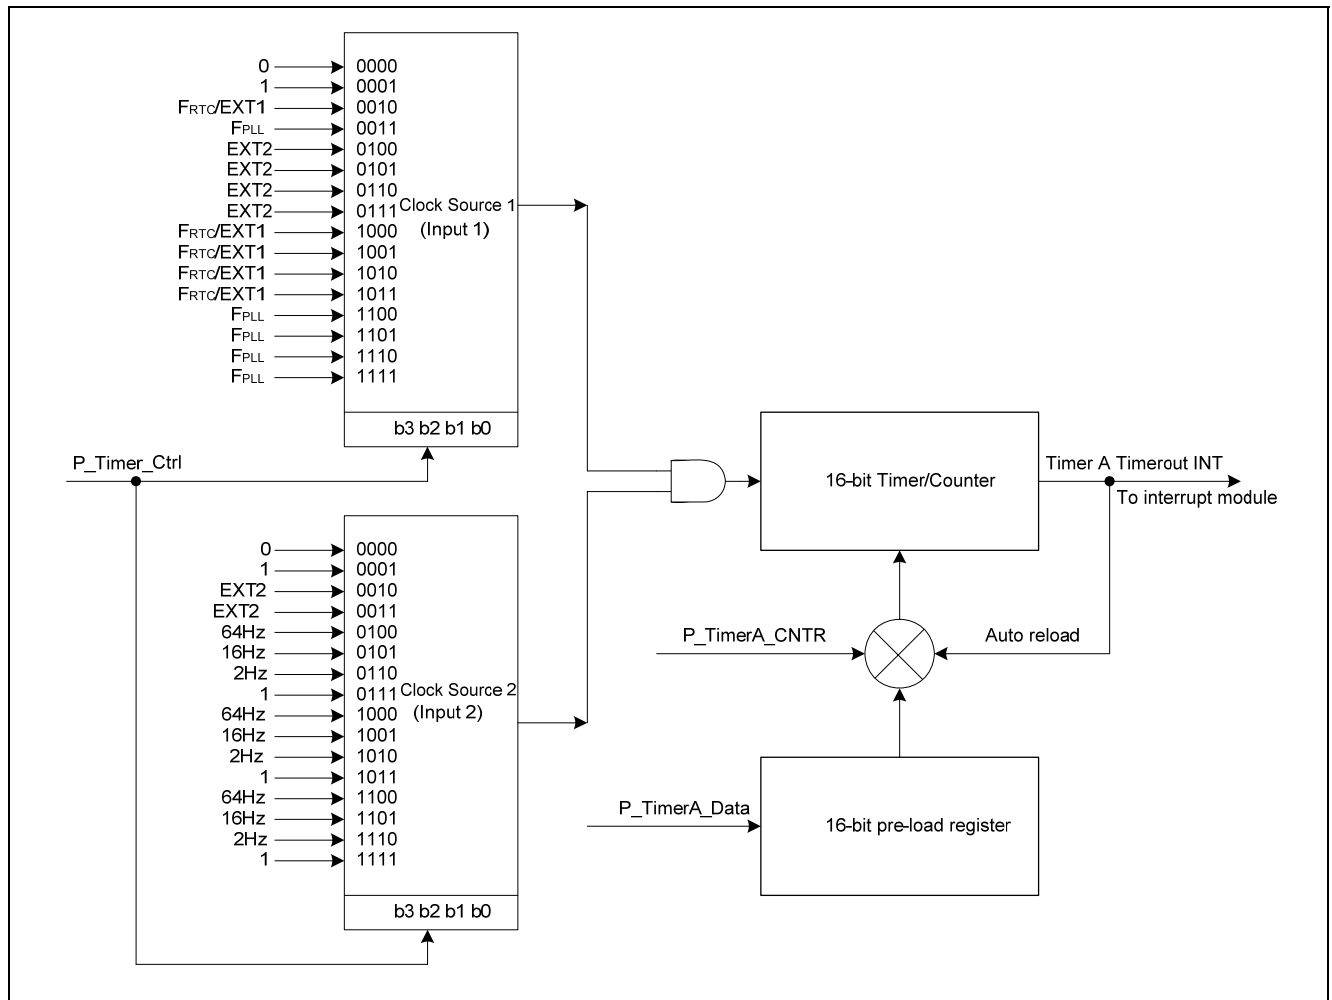 0 0000
1 0001
FRTC/EXT1 0010
FPLL 0011
EXT2 0100
EXT2 0101
EXT2 0110
EXT2 0111
Clock Source 1
(Input 1)
FRTC/EXT1 1000
FRTC/EXT1 1001
FRTC/EXT1 1010
FRTC/EXT1 1011
FPLL 1100
FPLL 1101
FPLL 1110
FPLL 1111
b3 b2 b1 b0
P_Timer_Ctrl
16-bit Timer/Counter
Timer A Timerout INT
To interrupt module
0 0000
1 0001
EXT2 0010
EXT2 0011
64Hz 0100
16Hz 0101
2Hz 0110
1 0111
Clock Source 2
(Input 2)
64Hz 1000
16Hz 1001
2Hz 1010
1 1011
64Hz 1100
16Hz 1101
2Hz 1110
1 1111
b3 b2 b1 b0
P_TimerA_CNTR
Auto reload
P_TimerA_Data
16-bit pre-load register